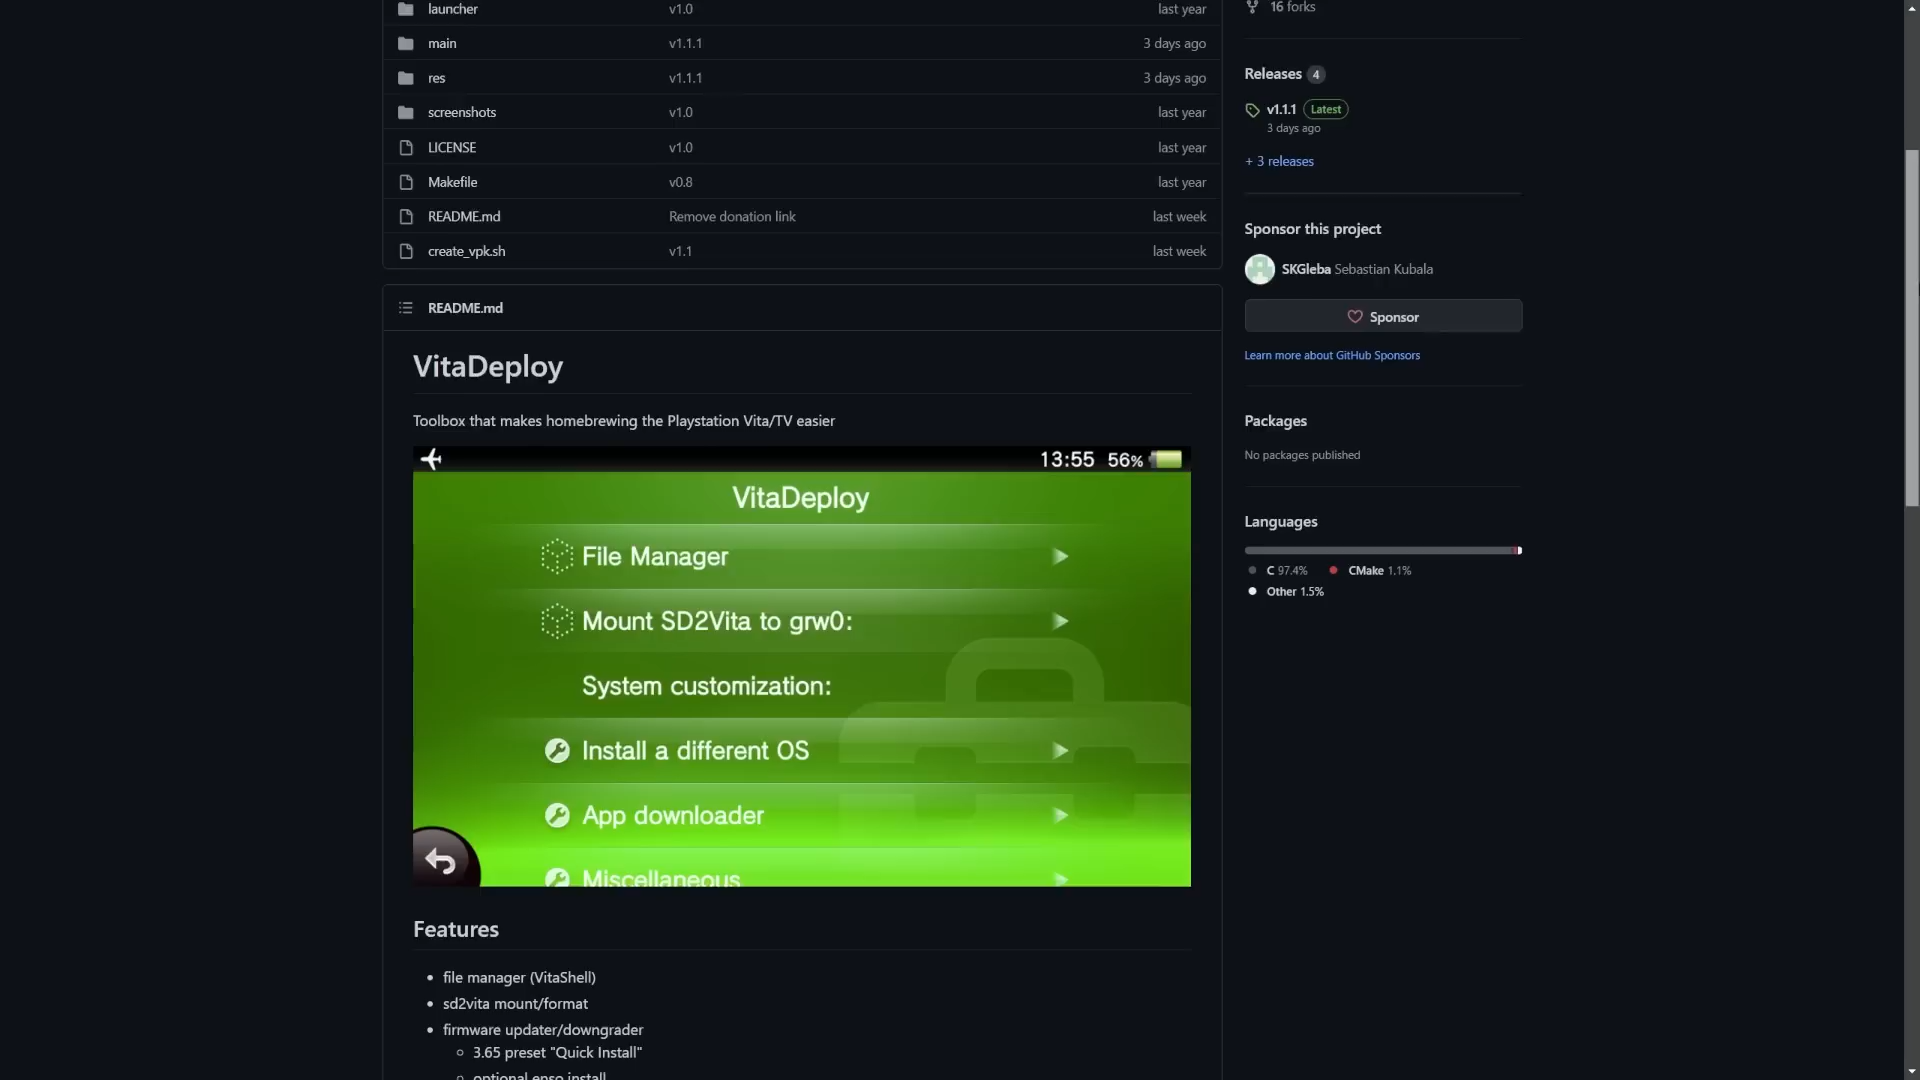 launcher v1.0 last year
16 forks
main v1.1.1 3 days ago
res v1.1.1 3 days ago
screenshots v1.0 last year
LICENSE v1.0 last year
Makefile v0.8 last year
README.md Remove donation link last week
create_vpk.sh v1.1 last week
README.md
VitaDeploy
Toolbox that makes homebrewing the Playstation Vita/TV easier
13:55 56%
VitaDeploy
File Manager
Mount SD2Vita to grw0:
System customization:
Install a different OS
App downloader
Miscellaneous
Features
file manager (VitaShell)
sd2vita mount/format
firmware updater/downgrader
3.65 preset "Quick Install"
optional enso install
Releases 4
v1.1.1 Latest
3 days ago
+ 3 releases
Sponsor this project
SKGleba Sebastian Kubala
Sponsor
Learn more about GitHub Sponsors
Packages
No packages published
Languages
C 97.4% CMake 1.1%
Other 1.5%